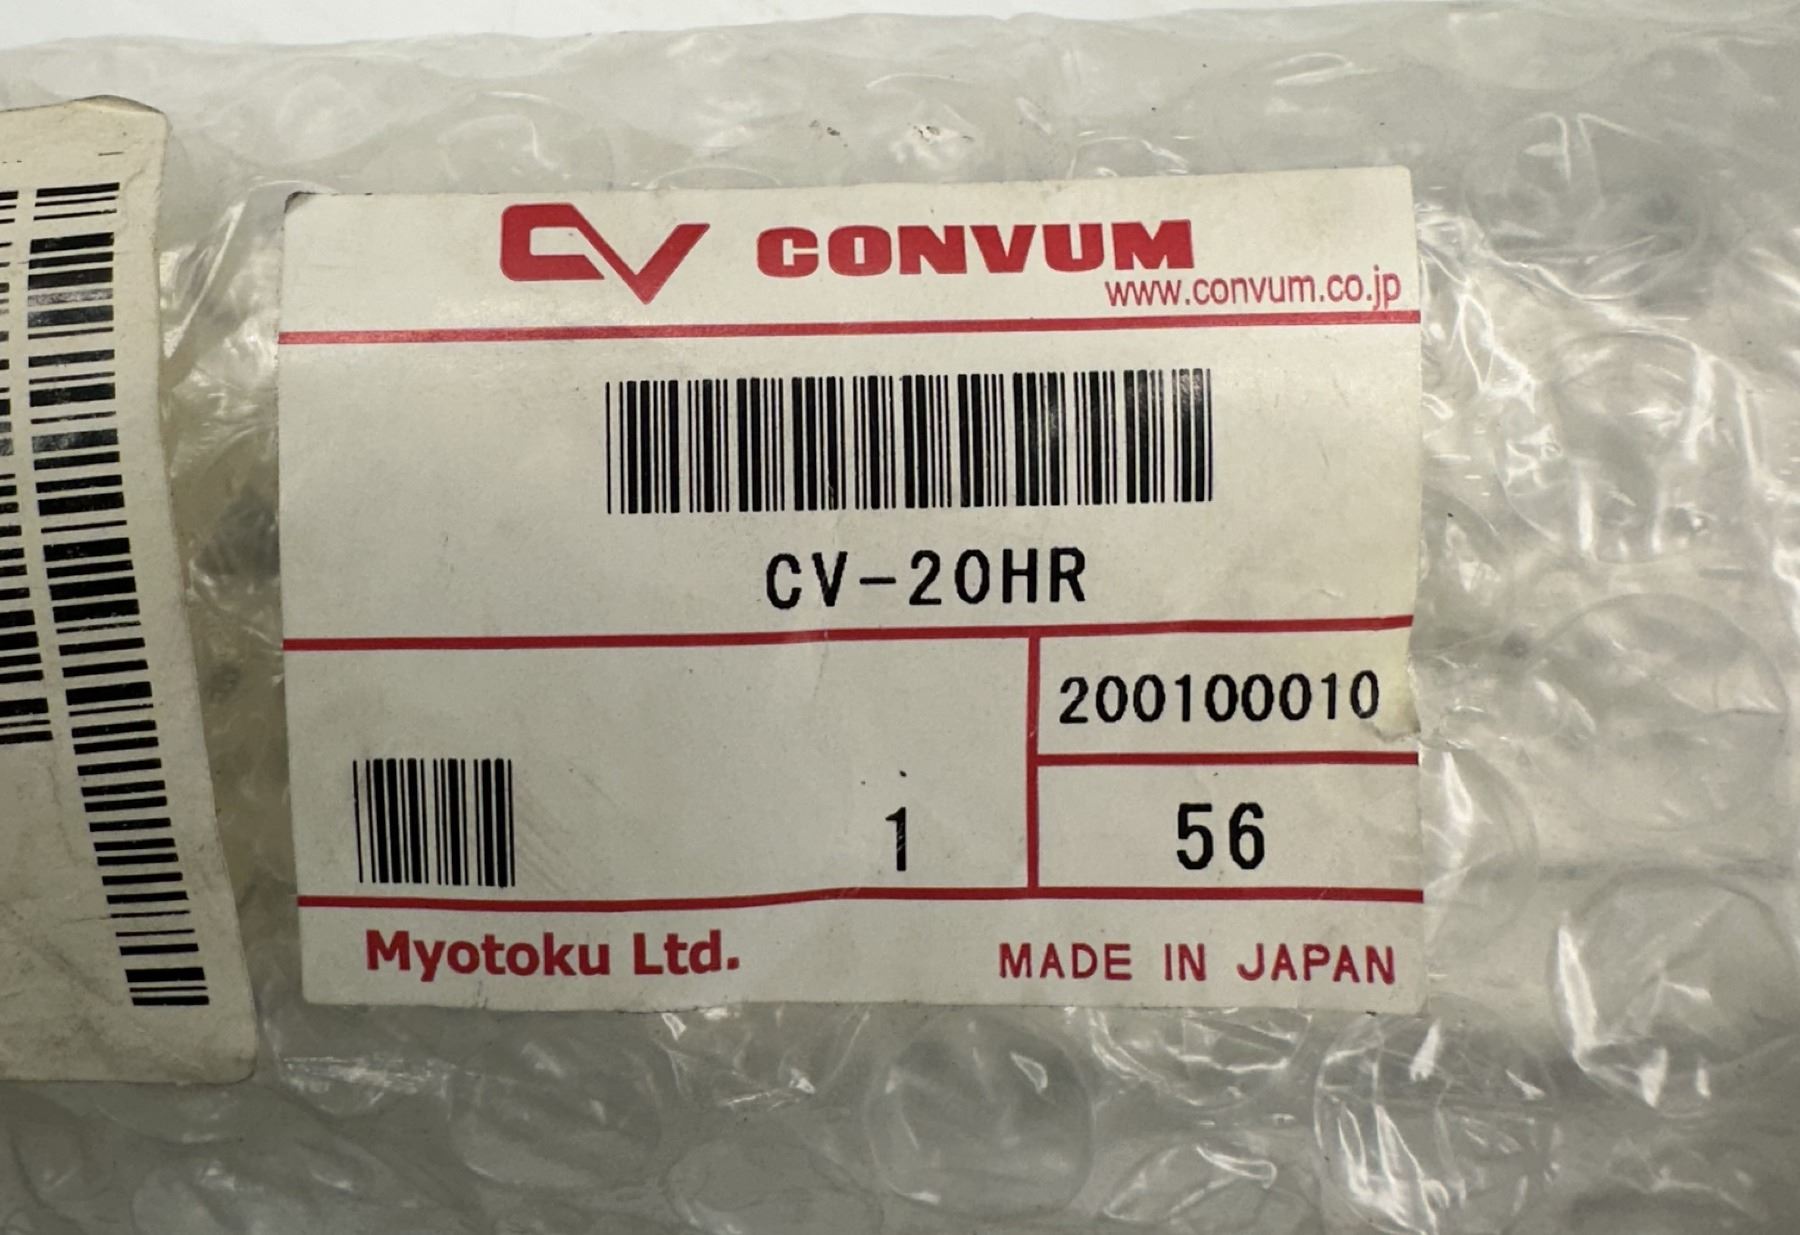 CV CONVUM
www.convum.co.jp
CV-20HR
200100010
1
56
Myotoku Ltd.
MADE IN JAPAN